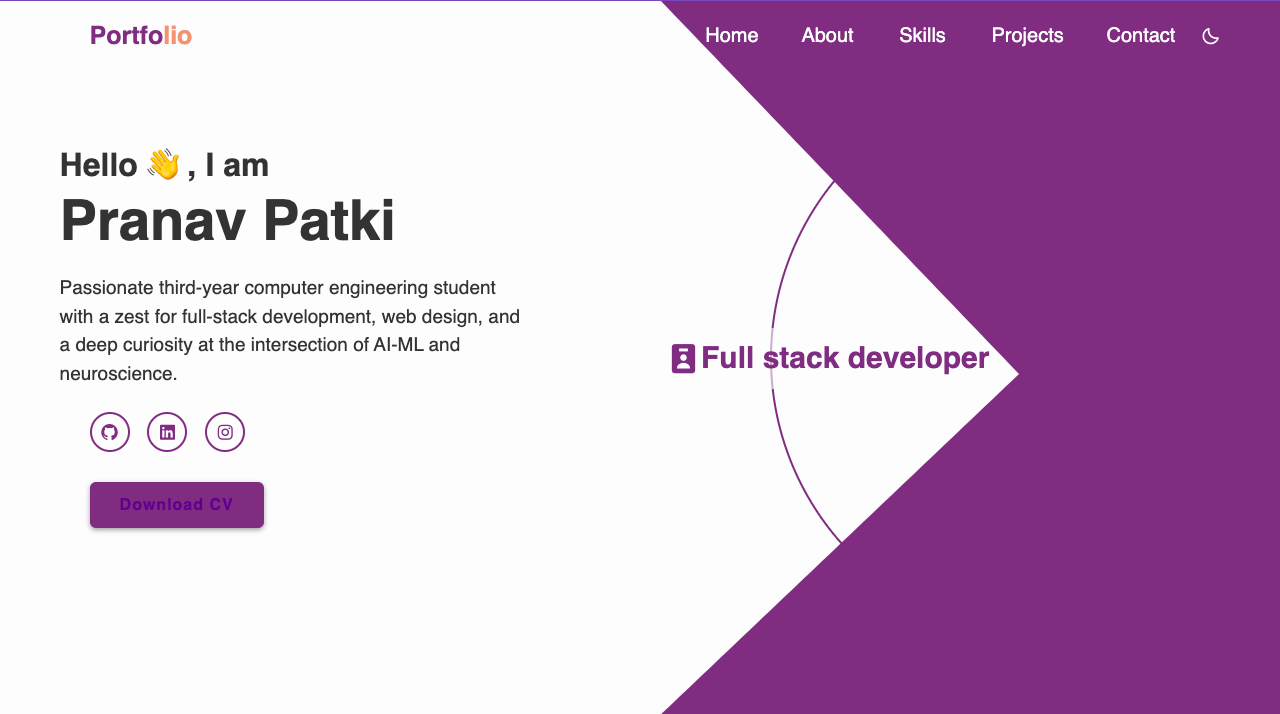 Portfolio
Home About Skills Projects Contact
Hello 👋 , I am
Pranav Patki
Passionate third-year computer engineering student
with a zest for full-stack development, web design, and
a deep curiosity at the intersection of AI-ML and
neuroscience.
Full stack developer
Download CV